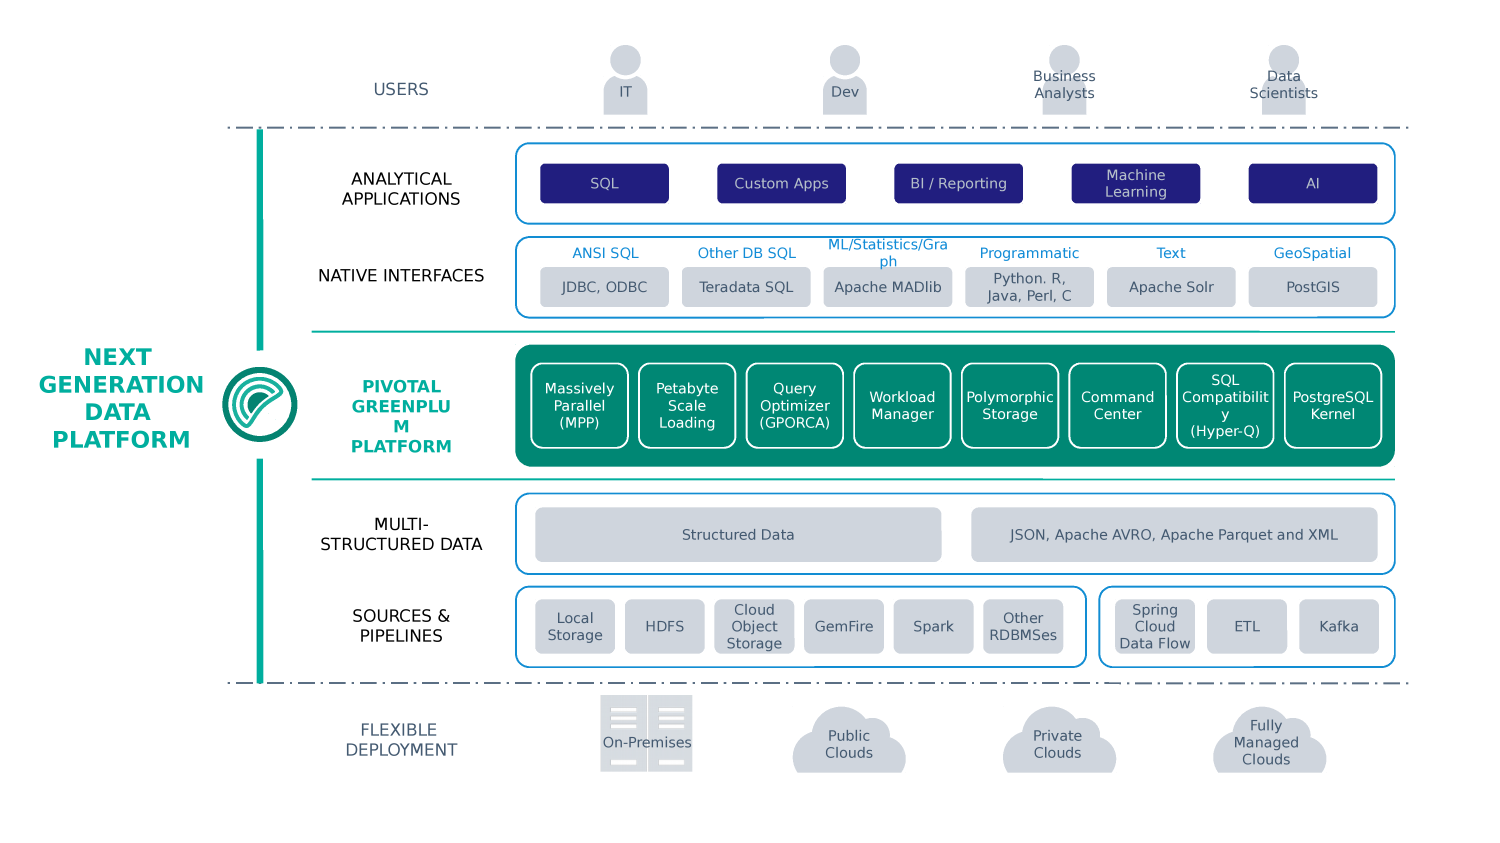 USERS
IT
Dev
Business
Analysts
Data
Scientists
ANALYTICAL
APPLICATIONS
SQL
Custom Apps
BI / Reporting
Machine
Learning
AI
NATIVE INTERFACES
ANSI SQL
Other DB SQL
ML/Statistics/Gra
ph
Programmatic
Text
GeoSpatial
JDBC, ODBC
Teradata SQL
Apache MADlib
Python. R,
Java, Perl, C
Apache Solr
PostGIS
NEXT
GENERATION
DATA
PLATFORM
PIVOTAL
GREENPLU
M
PLATFORM
Massively
Parallel
(MPP)
Petabyte
Scale
Loading
Query
Optimizer
(GPORCA)
Workload
Manager
Polymorphic
Storage
Command
Center
SQL
Compatibilit
y
(Hyper-Q)
PostgreSQL
Kernel
MULTI-
STRUCTURED DATA
Structured Data
JSON, Apache AVRO, Apache Parquet and XML
SOURCES &
PIPELINES
Local
Storage
HDFS
Cloud
Object
Storage
GemFire
Spark
Other
RDBMSes
Spring
Cloud
Data Flow
ETL
Kafka
FLEXIBLE
DEPLOYMENT
On-Premises
Public
Clouds
Private
Clouds
Fully
Managed
Clouds